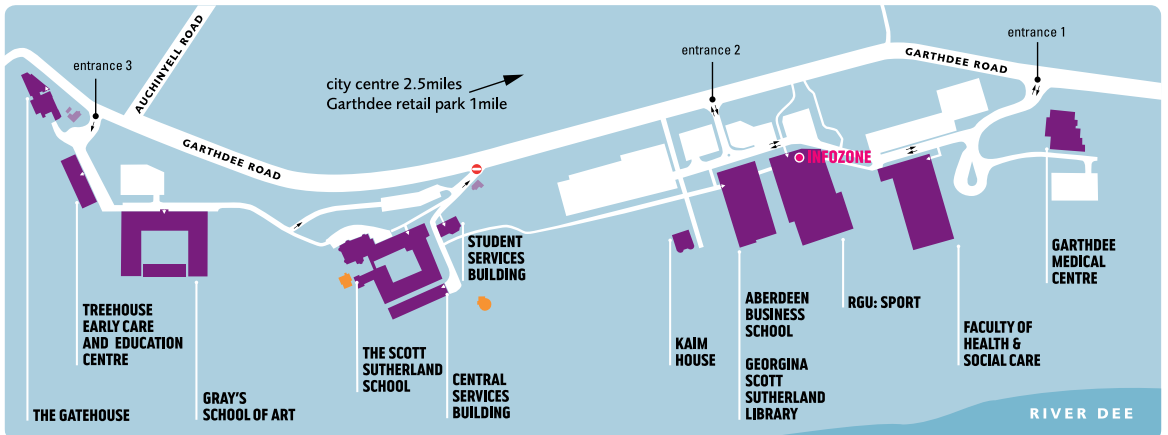 entrance 1
entrance 2
GARTHDEE ROAD
entrance 3
AUCHINYELL ROAD
city centre 2.5miles
Garthdee retail park 1mile
GARTHDEE ROAD
INFOZONE
STUDENT
SERVICES
BUILDING
GARTHDEE
MEDICAL
CENTRE
TREEHOUSE
EARLY CARE
AND EDUCATION
CENTRE
ABERDEEN
BUSINESS
SCHOOL
RGU: SPORT
FACULTY OF
HEALTH &
SOCIAL CARE
KAIM
HOUSE
THE SCOTT
SUTHERLAND
SCHOOL
GEORGINA
SCOTT
SUTHERLAND
LIBRARY
CENTRAL
SERVICES
BUILDING
GRAY'S
SCHOOL OF ART
THE GATEHOUSE
RIVER DEE